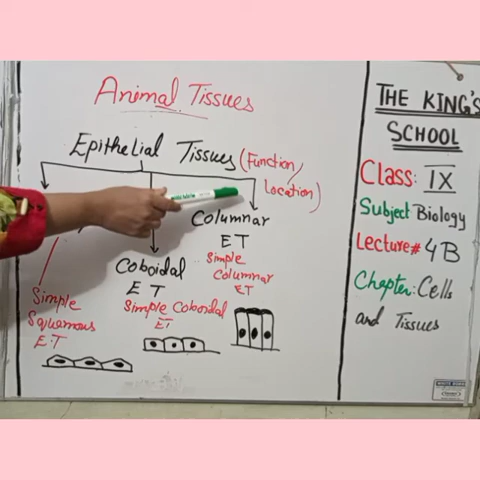 Animal Tissues
Epithelial Tissues (Function/
Location)
Columnar
ET
Simple
Columnar
ET
Coboidal
ET
Simple Coboidal
ET
Simple
Squamous
E.T
THE KING'S
SCHOOL
Class: IX
Subject Biology
Lecture# 4B
Chapter: Cells
and Tissues